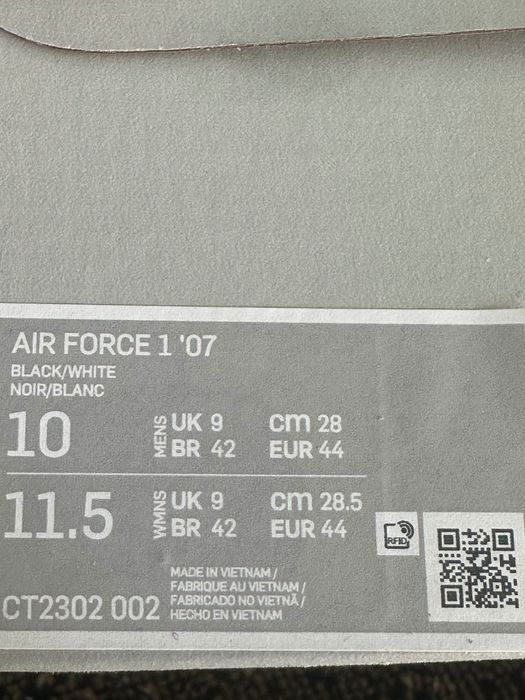 AIR FORCE 1 '07
BLACK/WHITE
NOIR/BLANC
10 MENS UK 9 cm 28
BR 42 EUR 44
11.5 WMNS UK 9 cm 28.5
BR 42 EUR 44
RFID
MADE IN VIETNAM /
FABRIQUE AU VIETNAM /
FABRICADO NO VIETNÃ /
HECHO EN VIETNAM
CT2302 002